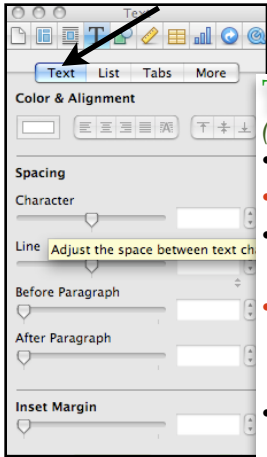 Text
Text List Tabs More
Color & Alignment
Spacing
Character
Line
Adjust the space between text cha
Before Paragraph
After Paragraph
Inset Margin